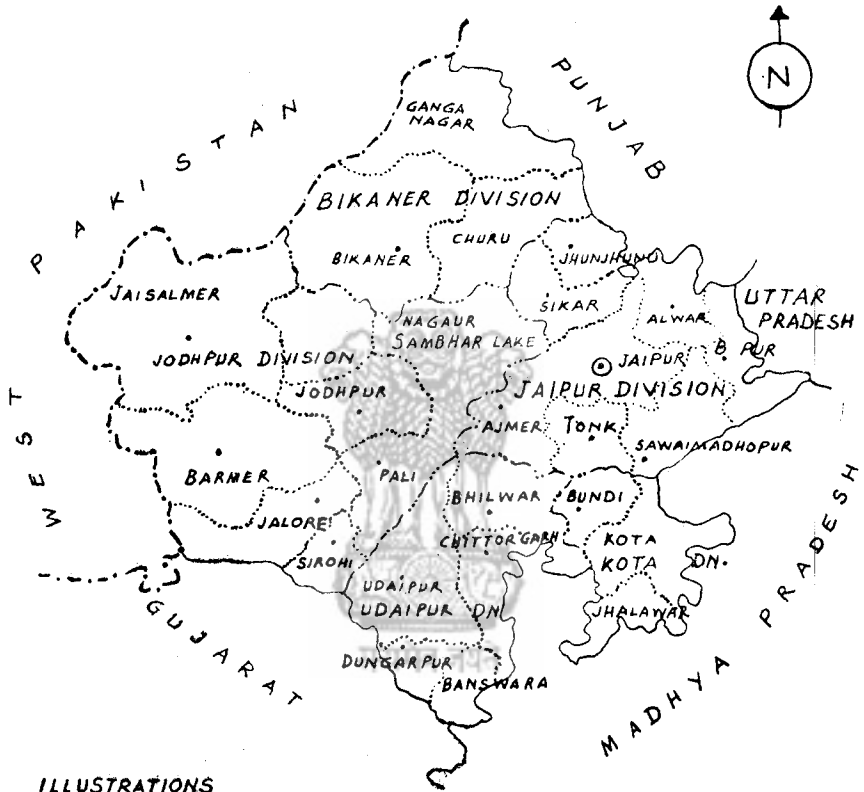 N
PUNJAB
WEST PAKISTAN
GANGA
NAGAR
BIKANER DIVISION
CHURU
BIKANER
JHUNJHUNU
JAISALMER
SIKAR
UTTAR
PRADESH
ALWAR
NAGAUR
SAMBHAR LAKE
B PUR
JODHPUR DIVISION
JAIPUR
JODHPUR
JAIPUR DIVISION
AJMER
TONK
SAWAIMADHOPUR
BARMER
PALI
BHILWAR
BUNDI
JALORE
CHITTORGARH
KOTA
KOTA DN.
SIROHI
UDAIPUR
UDAIPUR DN
JHALAWAR
GUJARAT
DUNGARPUR
BANSWARA
MADHYA PRADESH
ILLUSTRATIONS